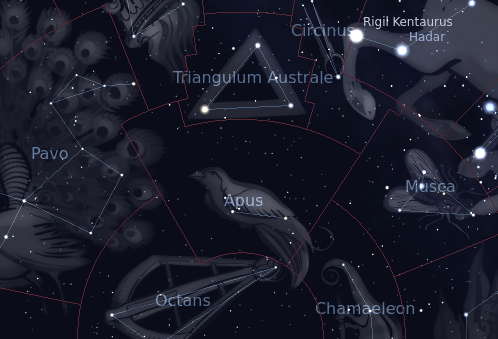 Rigil Kentaurus
Circinus
Hadar
Triangulum Australe
Pavo
Musca
Apus
Octans
Chamaeleon